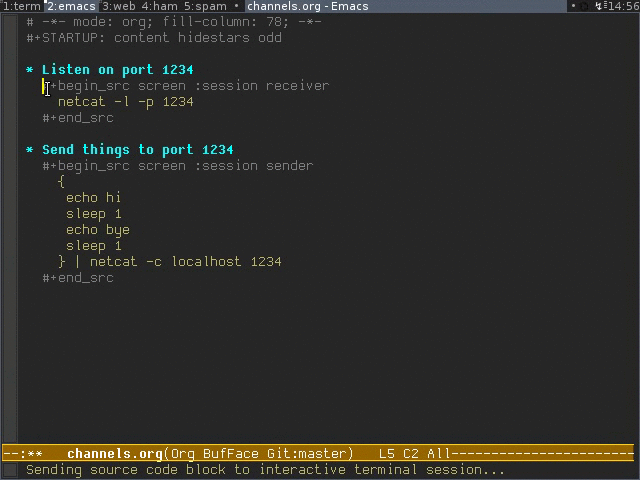 1:term 2:emacs 3:web 4:ham 5:spam • channels.org - Emacs • 14:56
# -*- mode: org; fill-column: 78; -*-
#+STARTUP: content hidestars odd
* Listen on port 1234
#+begin_src screen :session receiver
netcat -l -p 1234
#+end_src
* Send things to port 1234
#+begin_src screen :session sender
{
echo hi
sleep 1
echo bye
sleep 1
} | netcat -c localhost 1234
#+end_src
--:** channels.org(Org BufFace Git:master) L5 C2 All-----------------------
Sending source code block to interactive terminal session...